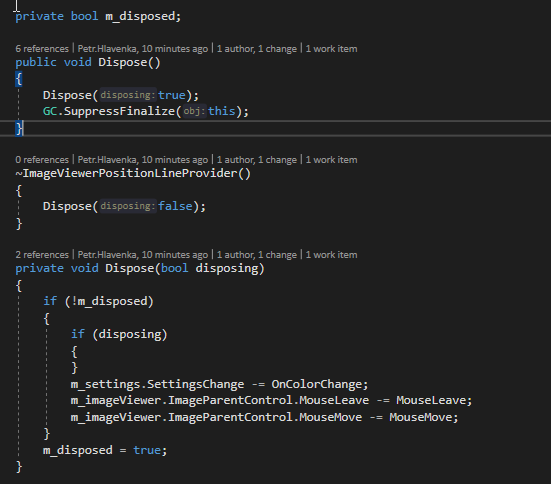 private bool m_disposed;
6 references | Petr.Hlavenka, 10 minutes ago | 1 author, 1 change | 1 work item
public void Dispose()
{
    Dispose(disposing: true);
    GC.SuppressFinalize(obj: this);
}
0 references | Petr.Hlavenka, 10 minutes ago | 1 author, 1 change | 1 work item
~ImageViewerPositionLineProvider()
{
    Dispose(disposing: false);
}
2 references | Petr.Hlavenka, 10 minutes ago | 1 author, 1 change | 1 work item
private void Dispose(bool disposing)
{
    if (!m_disposed)
    {
        if (disposing)
        {
        }
        m_settings.SettingsChange -= OnColorChange;
        m_imageViewer.ImageParentControl.MouseLeave -= MouseLeave;
        m_imageViewer.ImageParentControl.MouseMove -= MouseMove;
    }
    m_disposed = true;
}